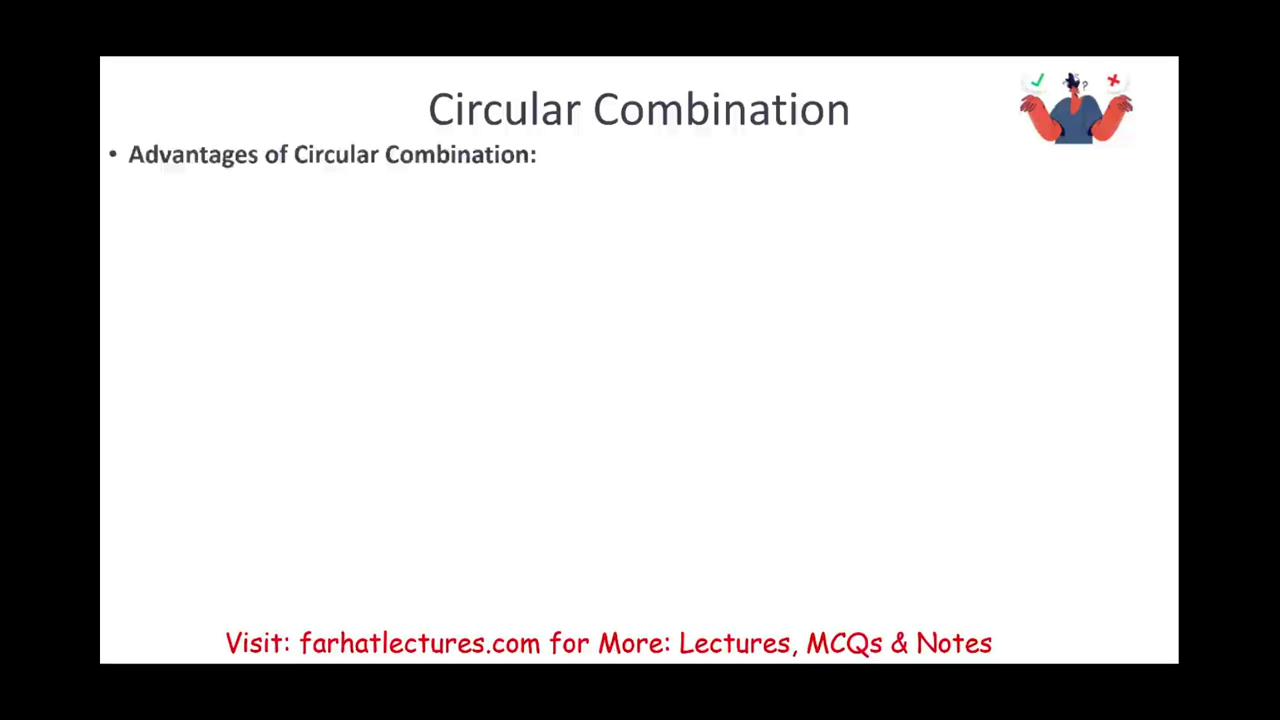 Circular Combination
• Advantages of Circular Combination:
Visit: farhatlectures.com for More: Lectures, MCQs & Notes